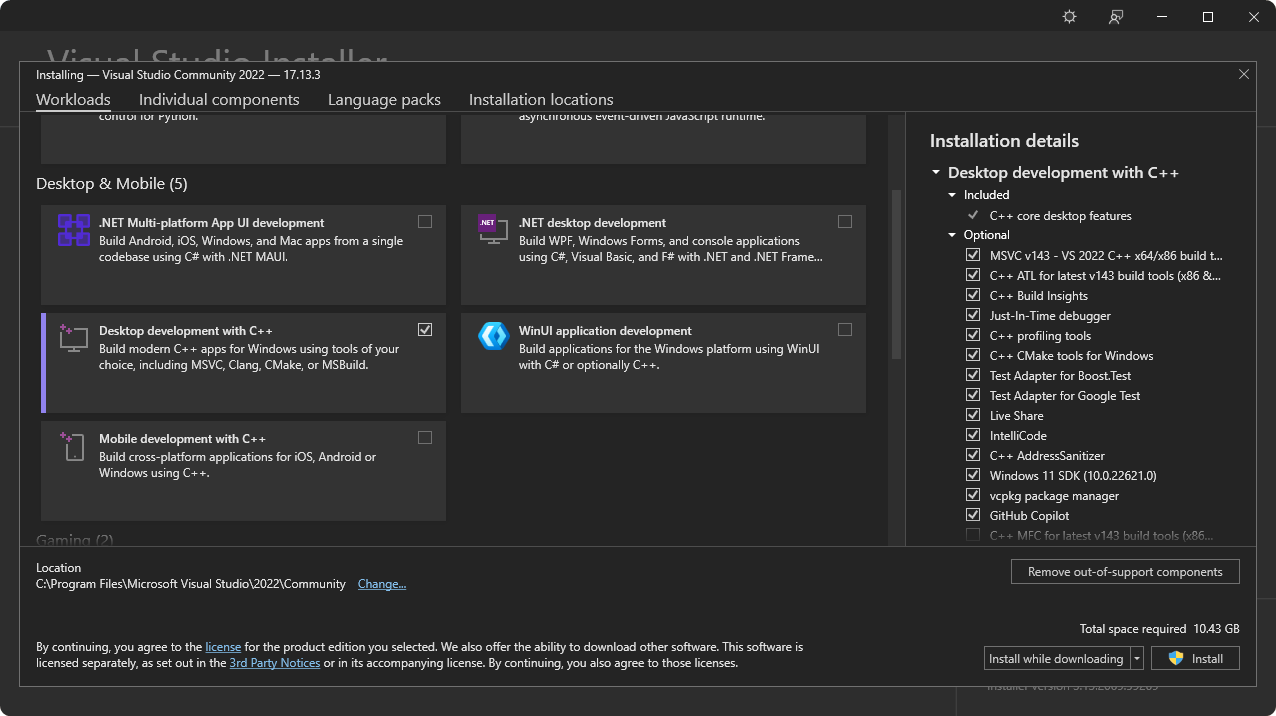 Visual Studio Installer
Installing — Visual Studio Community 2022 — 17.13.3
Workloads
Individual components
Language packs
Installation locations
control for Python.
asynchronous event-driven JavaScript runtime.
Desktop & Mobile (5)
.NET Multi-platform App UI development
Build Android, iOS, Windows, and Mac apps from a single
codebase using C# with .NET MAUI.
.NET
.NET desktop development
Build WPF, Windows Forms, and console applications
using C#, Visual Basic, and F# with .NET and .NET Frame...
Desktop development with C++
Build modern C++ apps for Windows using tools of your
choice, including MSVC, Clang, CMake, or MSBuild.
WinUI application development
Build applications for the Windows platform using WinUI
with C# or optionally C++.
Mobile development with C++
Build cross-platform applications for iOS, Android or
Windows using C++.
Gaming (2)
Installation details
Desktop development with C++
Included
C++ core desktop features
Optional
MSVC v143 - VS 2022 C++ x64/x86 build t...
C++ ATL for latest v143 build tools (x86 &...
C++ Build Insights
Just-In-Time debugger
C++ profiling tools
C++ CMake tools for Windows
Test Adapter for Boost.Test
Test Adapter for Google Test
Live Share
IntelliCode
C++ AddressSanitizer
Windows 11 SDK (10.0.22621.0)
vcpkg package manager
GitHub Copilot
C++ MFC for latest v143 build tools (x86...
Location
C:\Program Files\Microsoft Visual Studio\2022\Community
Change...
Remove out-of-support components
Total space required 10.43 GB
By continuing, you agree to the license for the product edition you selected. We also offer the ability to download other software. This software is
licensed separately, as set out in the 3rd Party Notices or in its accompanying license. By continuing, you also agree to those licenses.
Install while downloading
Install
Installer version